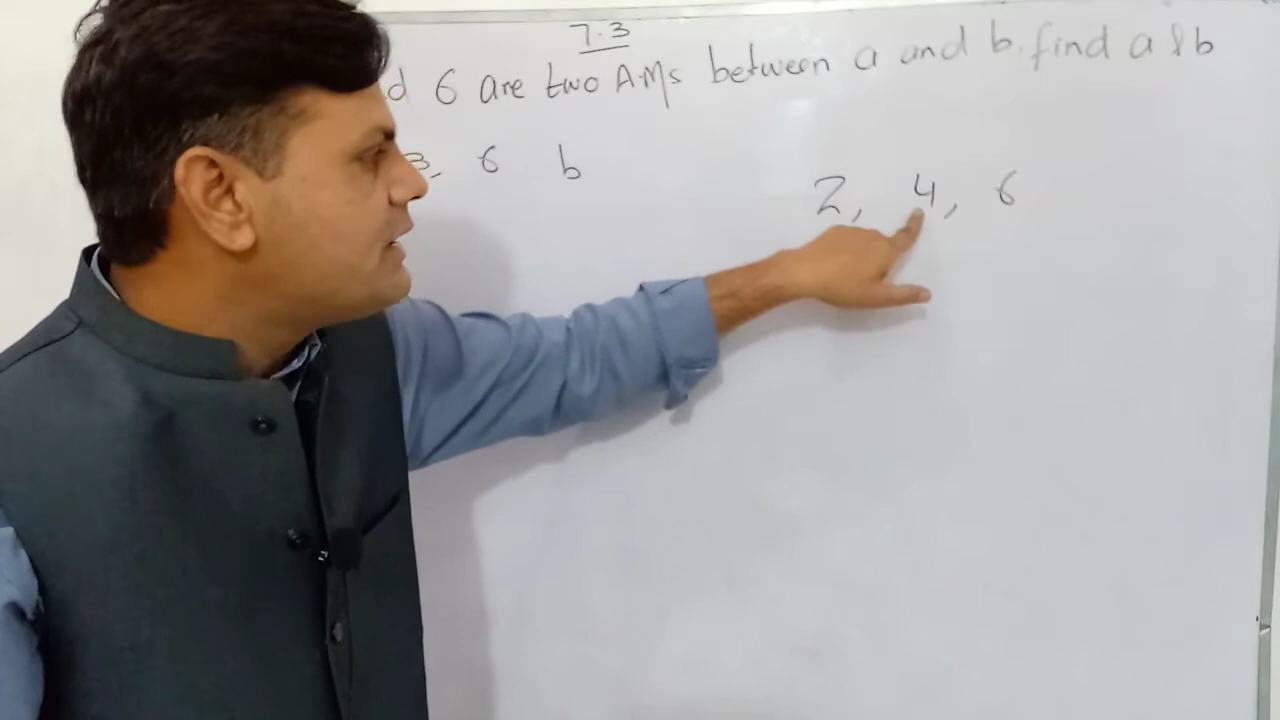 7.3
d 6 are two A.Ms between a and b. find a & b
3, 6 b
2, 4, 6